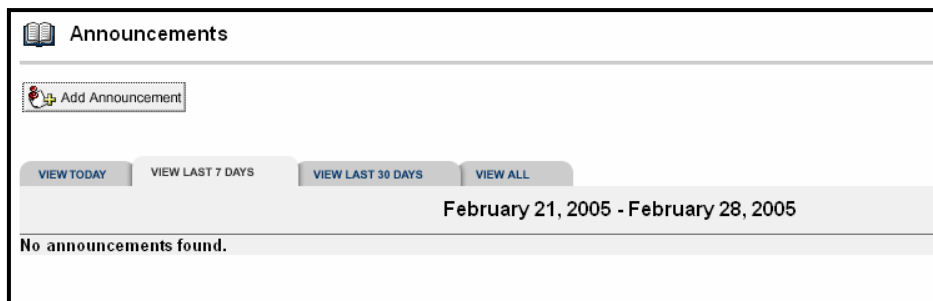 Announcements
Add Announcement
VIEW TODAY VIEW LAST 7 DAYS VIEW LAST 30 DAYS VIEW ALL
February 21, 2005 - February 28, 2005
No announcements found.